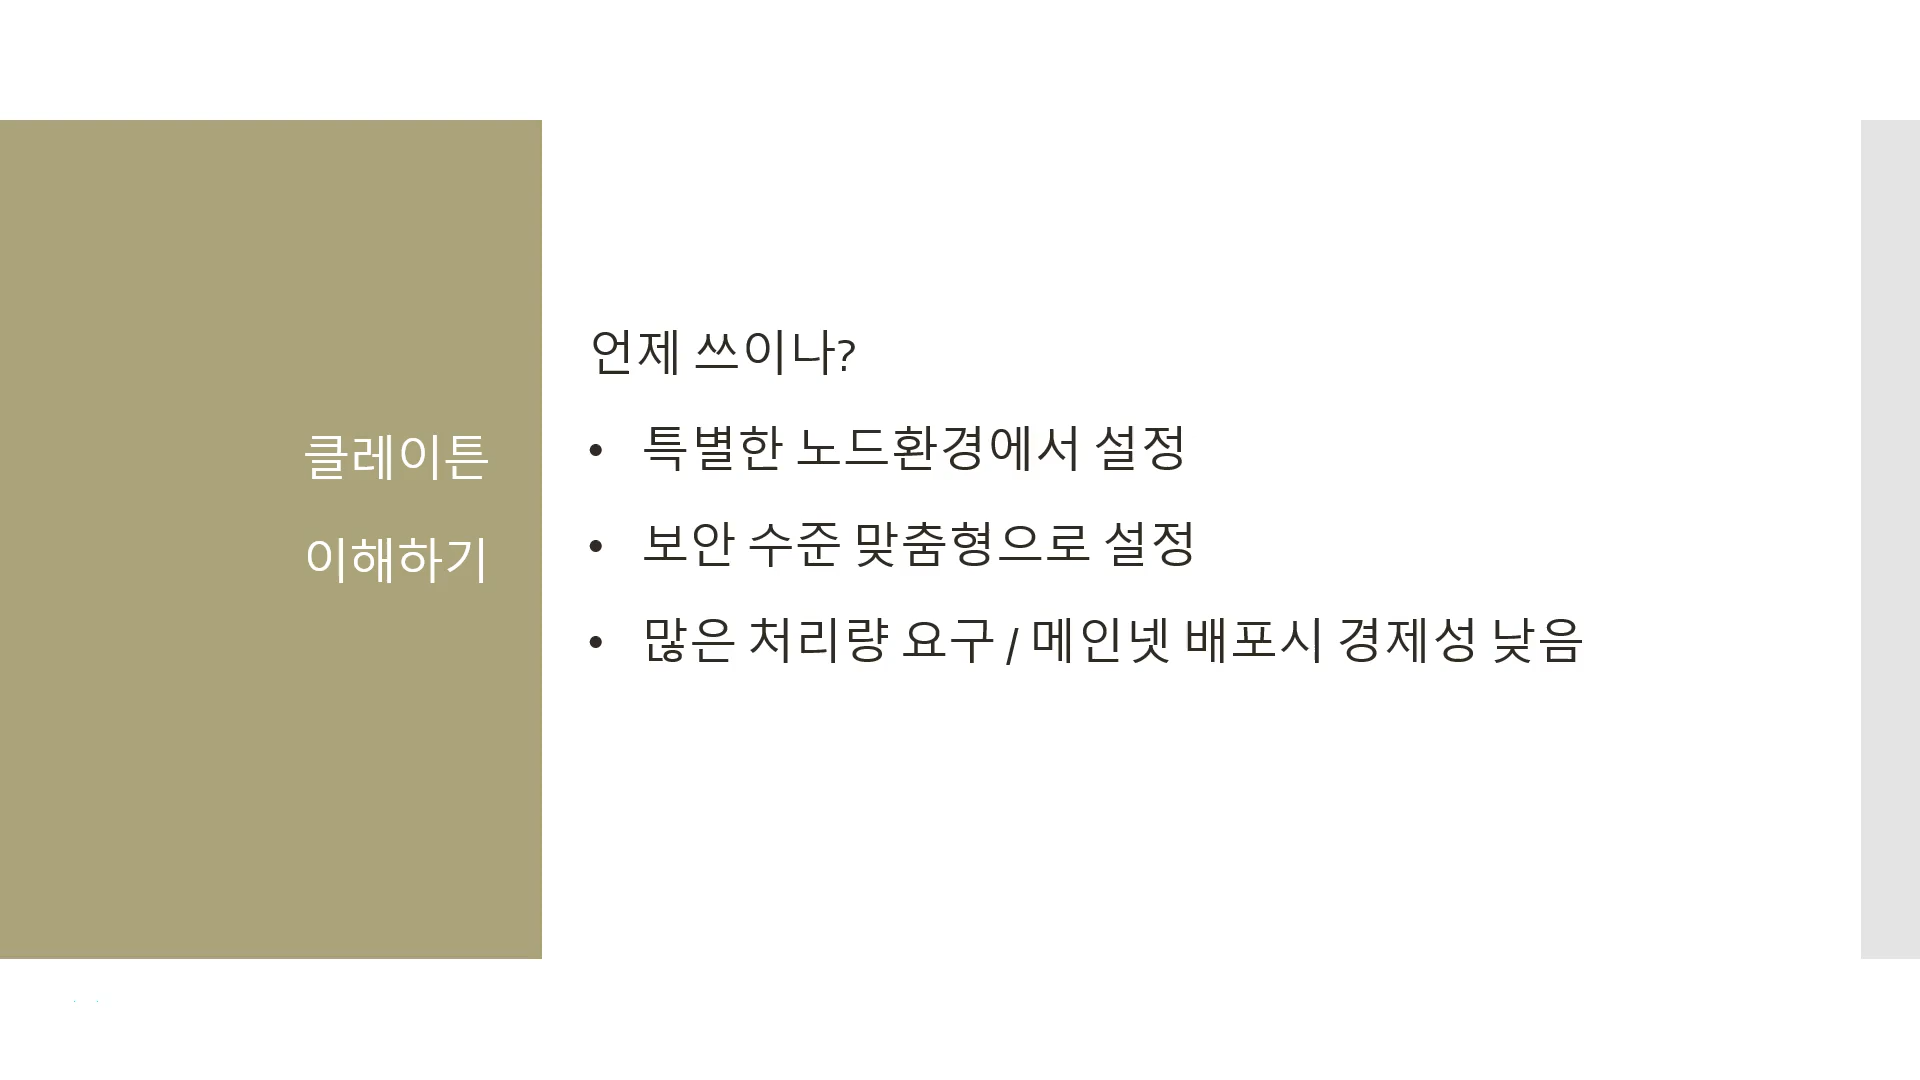 클레이튼
이해하기
언제 쓰이나?
• 특별한 노드환경에서 설정
• 보안 수준 맞춤형으로 설정
• 많은 처리량 요구 / 메인넷 배포시 경제성 낮음